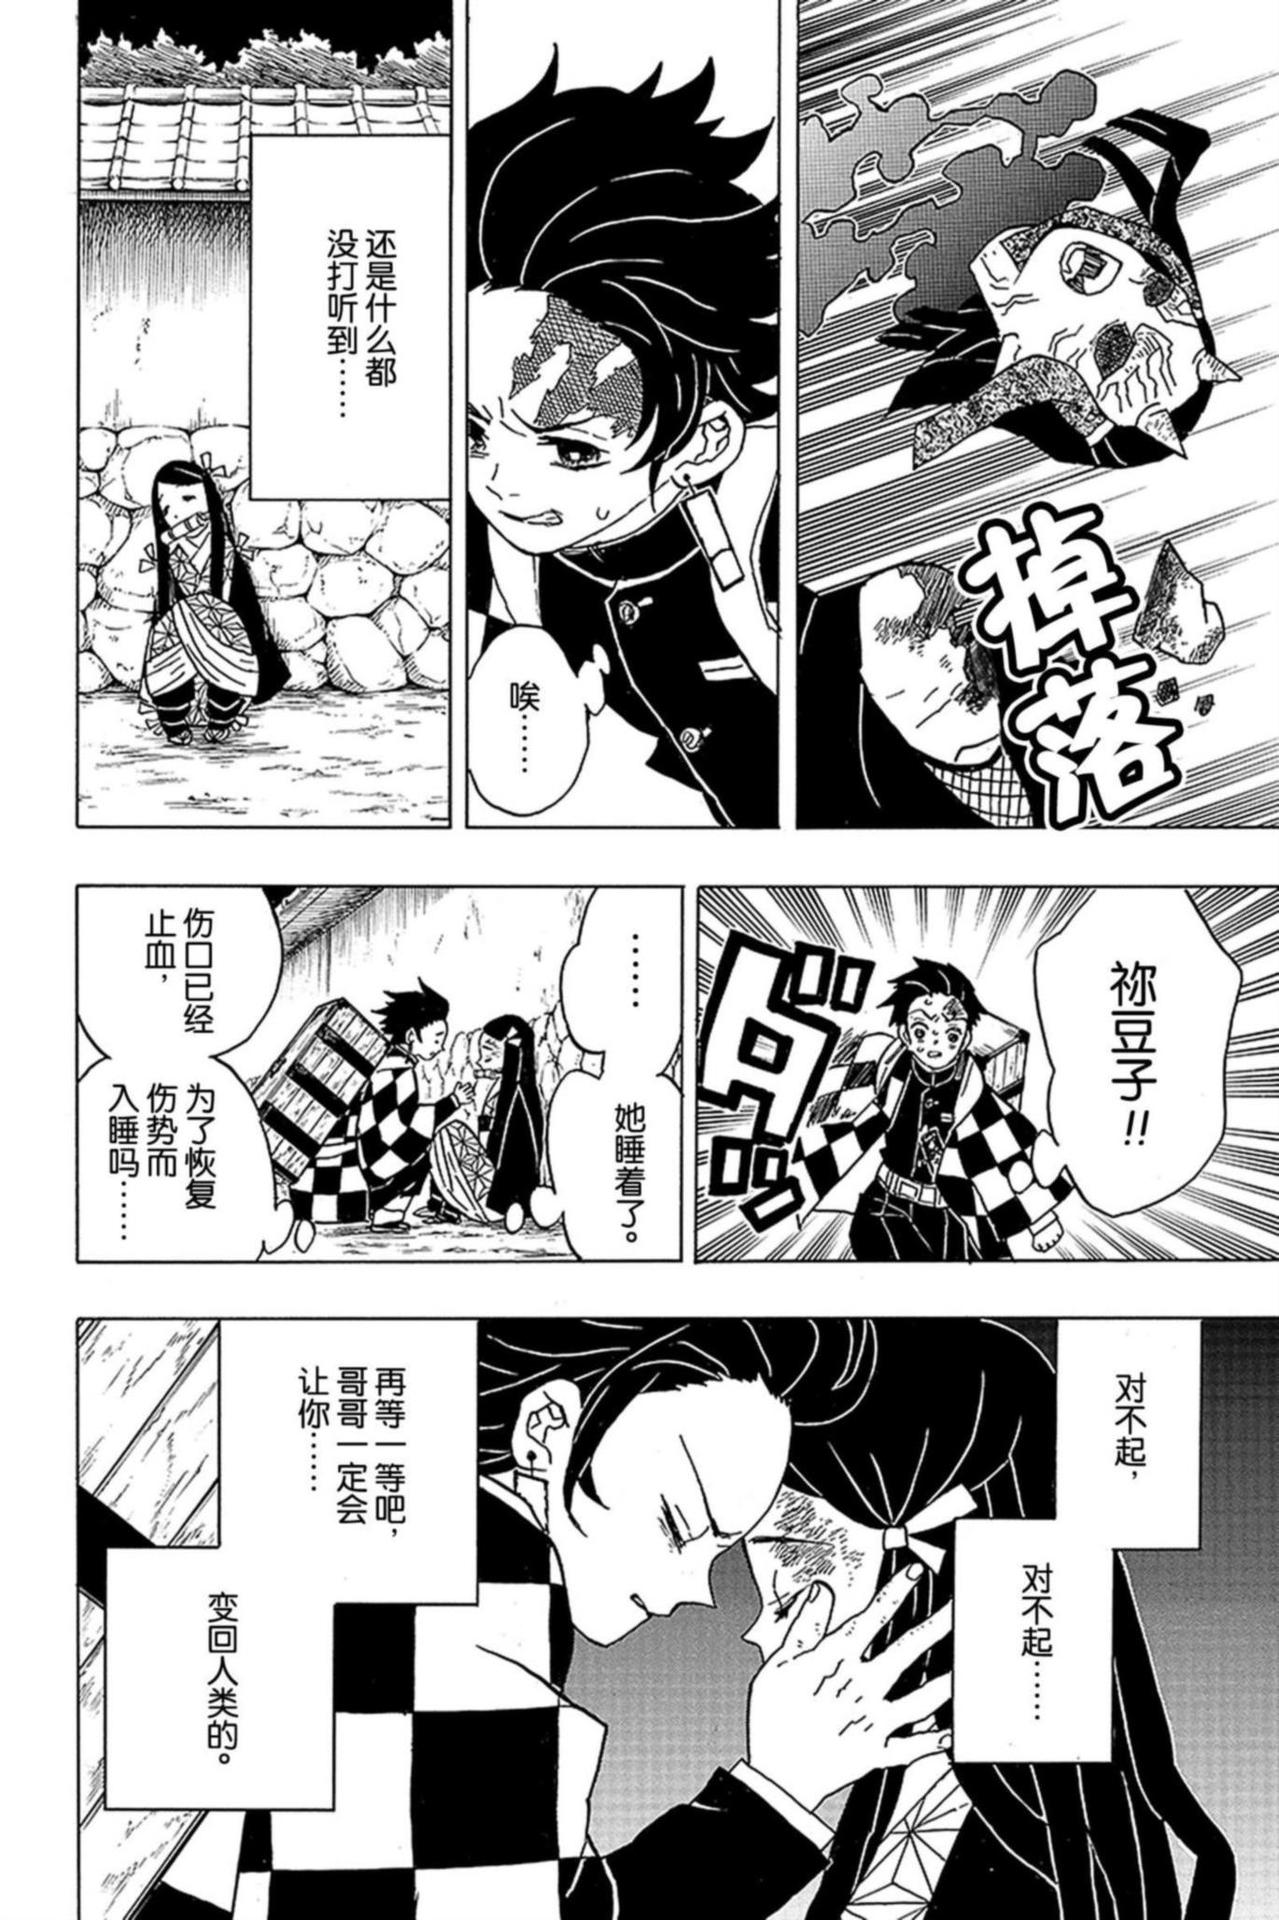 掉落
唉……
还是什么都
没打听到……
祢豆子!!
ダダッ
……
她睡着了。
伤口已经
止血，
为了恢复
伤势而
入睡吗……
对不起，
对不起……
再等一等吧，
哥哥一定会
让你……
变回人类的。